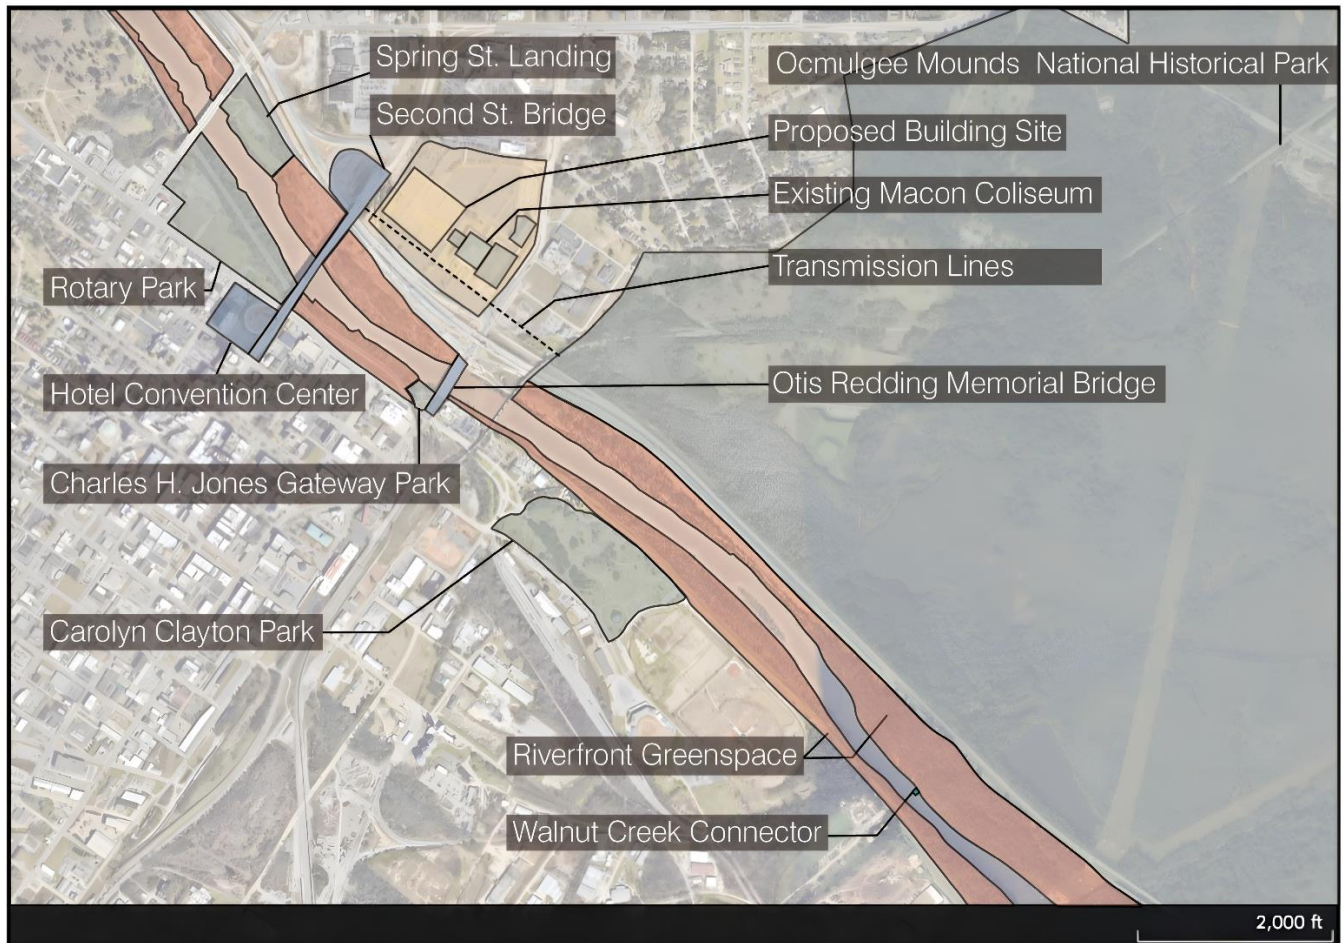 Spring St. Landing
Ocmulgee Mounds National Historical Park
Second St. Bridge
Proposed Building Site
Existing Macon Coliseum
Transmission Lines
Rotary Park
Hotel Convention Center
Otis Redding Memorial Bridge
Charles H. Jones Gateway Park
Carolyn Clayton Park
Riverfront Greenspace
Walnut Creek Connector
2,000 ft